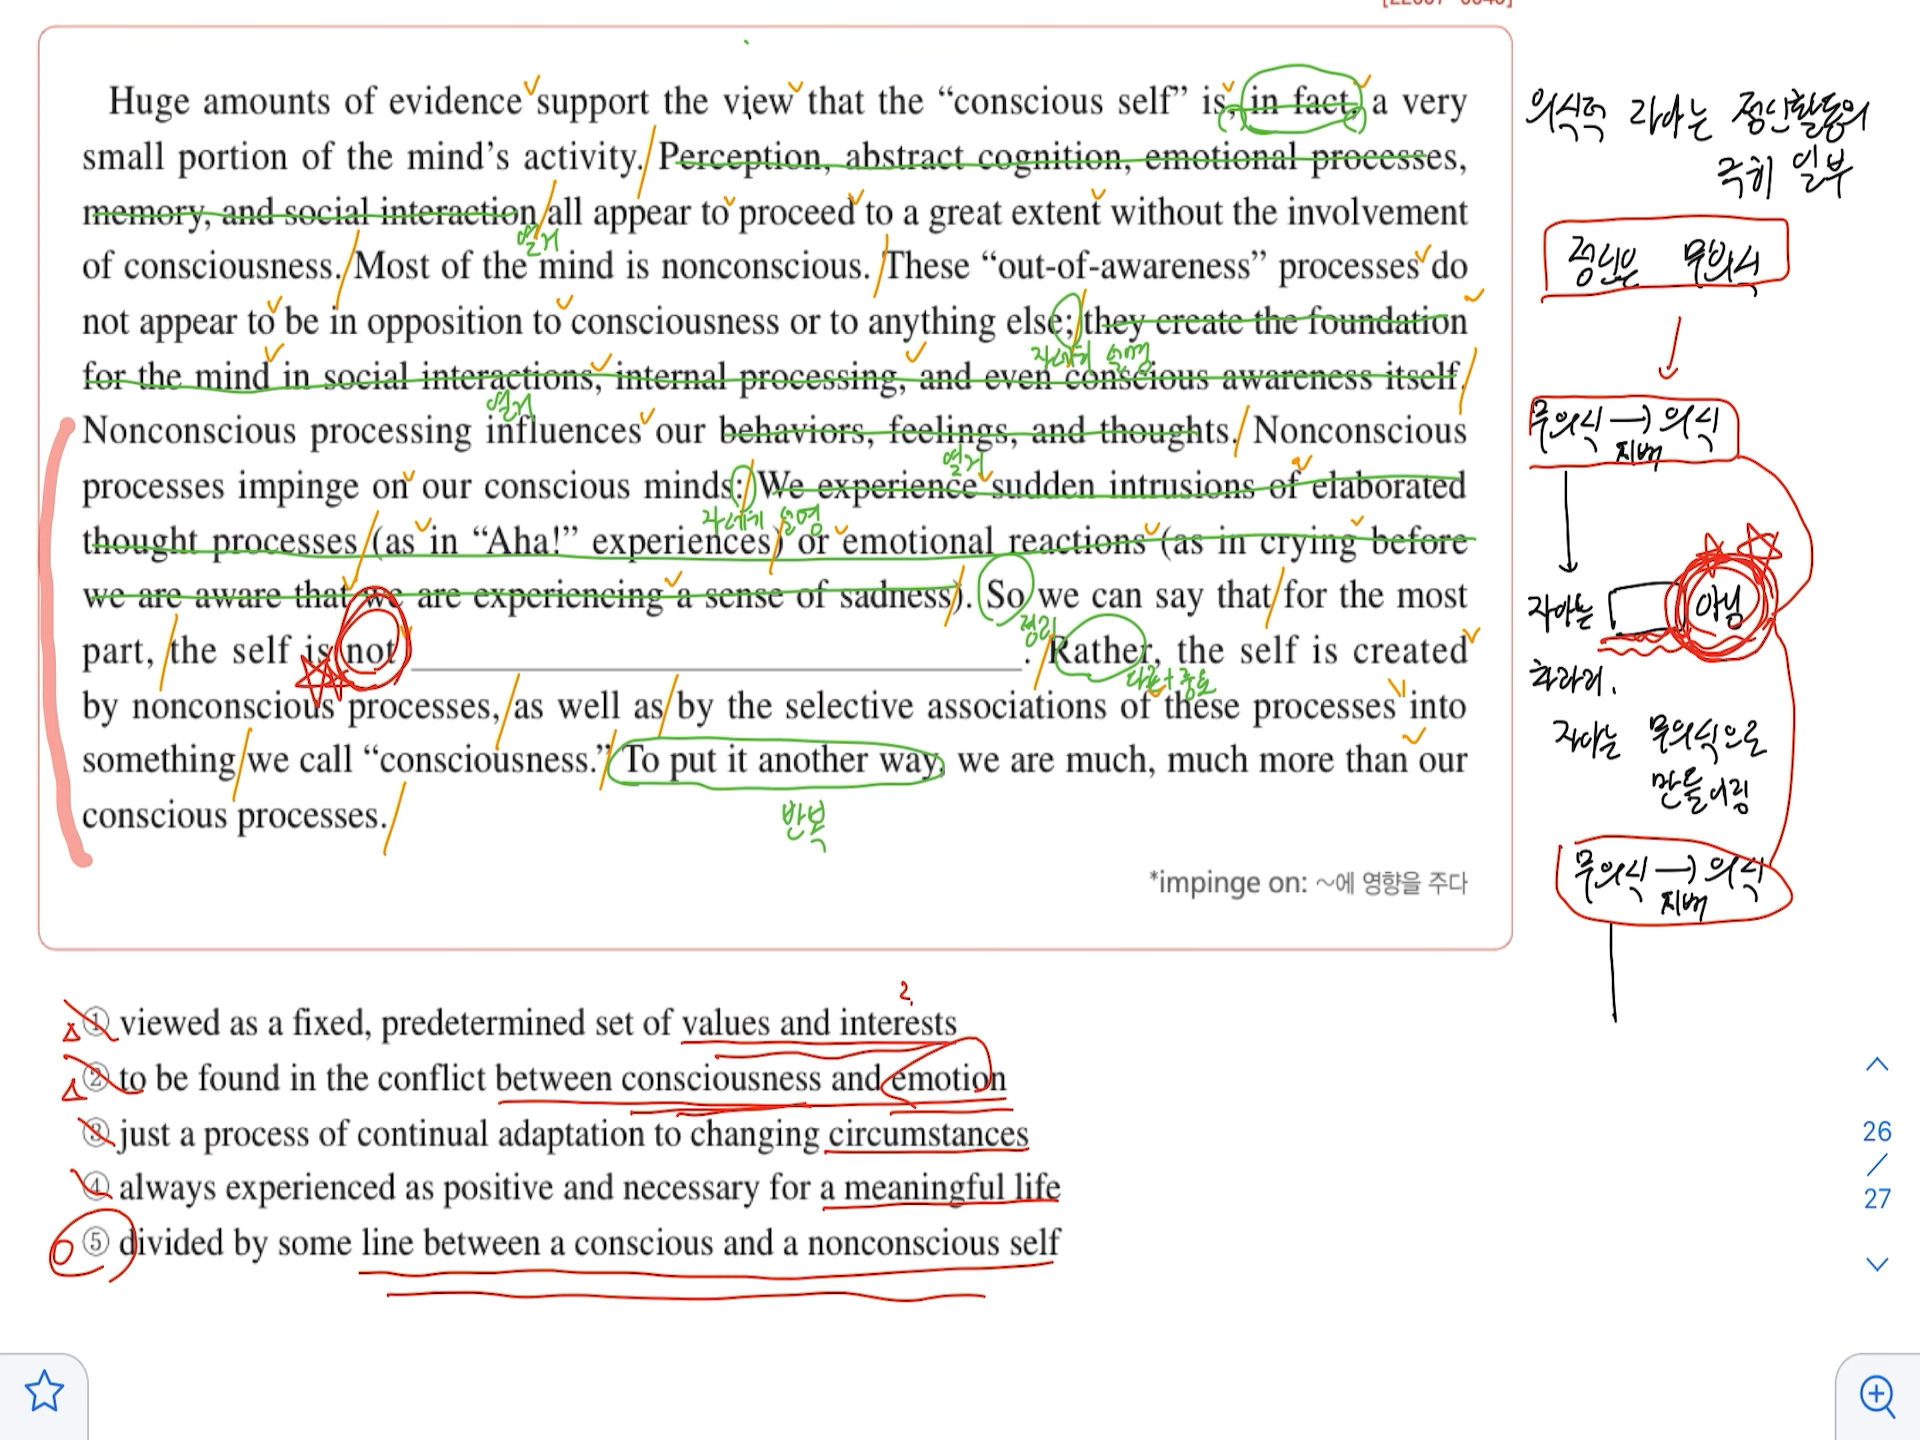 Huge amounts of evidence support the view that the “conscious self” is, in fact, a very
small portion of the mind’s activity. Perception, abstract cognition, emotional processes,
memory, and social interaction all appear to proceed to a great extent without the involvement
열거
of consciousness. Most of the mind is nonconscious. These “out-of-awareness” processes do
not appear to be in opposition to consciousness or to anything else; they create the foundation
자세히 설명
for the mind in social interactions, internal processing, and even conscious awareness itself.
열거
Nonconscious processing influences our behaviors, feelings, and thoughts. Nonconscious
열거
processes impinge on our conscious minds: We experience sudden intrusions of elaborated
자세히 설명
thought processes (as in “Aha!” experiences) or emotional reactions (as in crying before
we are aware that we are experiencing a sense of sadness). So we can say that for the most
정리
part, the self is not ______. Rather, the self is created
by nonconscious processes, as well as by the selective associations of these processes into
something we call “consciousness.” To put it another way, we are much, much more than our
반복
conscious processes.
*impinge on: ~에 영향을 주다
① viewed as a fixed, predetermined set of values and interests
② to be found in the conflict between consciousness and emotion
③ just a process of continual adaptation to changing circumstances
④ always experienced as positive and necessary for a meaningful life
⑤ divided by some line between a conscious and a nonconscious self
의식적 자아는 정신활동의
극히 일부
정신은 무의식
무의식 → 의식
지배
자아는 아님
차라리.
자아는 무의식으로
만들어짐
무의식 → 의식
지배
26
/
27